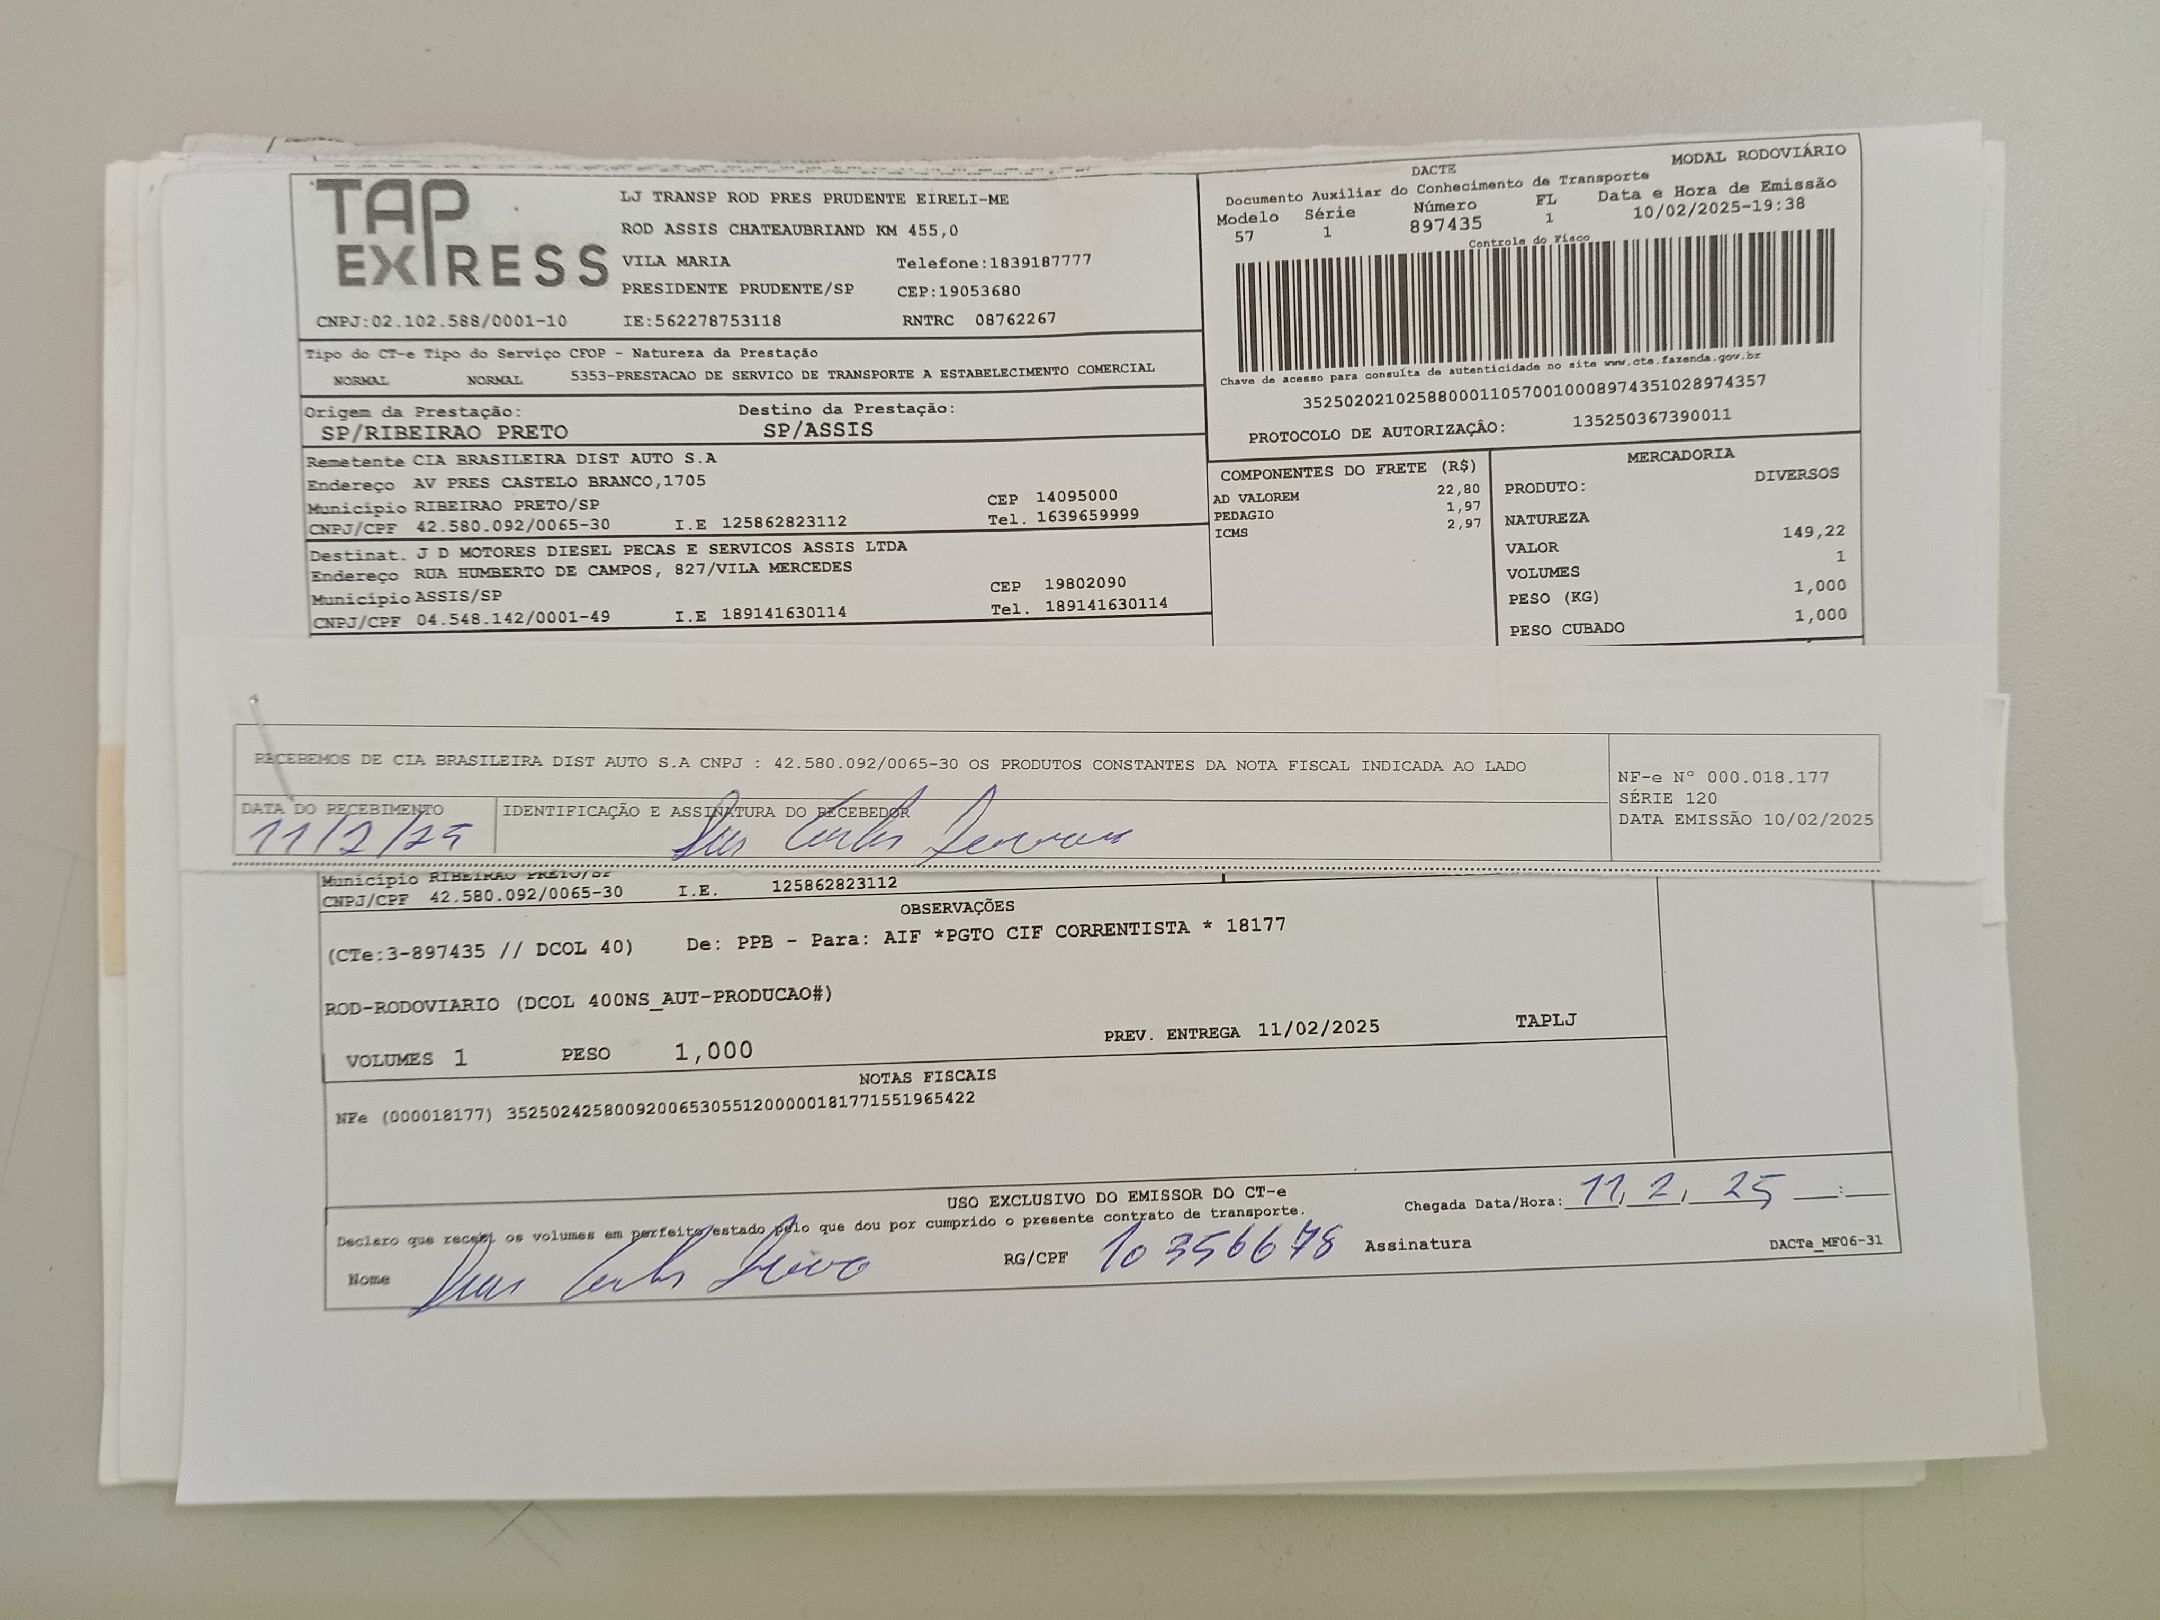 TAP
EXPRESS
LJ TRANSP ROD PRES PRUDENTE EIRELI-ME
ROD ASSIS CHATEAUBRIAND KM 455,0
VILA MARIA Telefone:1839187777
PRESIDENTE PRUDENTE/SP CEP:19053680
CNPJ:02.102.588/0001-10 IE:562278753118 RNTRC 08762267
DACTE MODAL RODOVIÁRIO
Documento Auxiliar do Conhecimento de Transporte
Modelo Série Número FL Data e Hora de Emissão
57 1 897435 1 10/02/2025-19:38
Controle do Fisco
Chave de acesso para consulta de autenticidade no site www.cte.fazenda.gov.br
35250202102588000110570010008974351028974357
PROTOCOLO DE AUTORIZAÇÃO: 135250367390011
Tipo do CT-e Tipo do Serviço CFOP - Natureza da Prestação
NORMAL NORMAL 5353-PRESTACAO DE SERVICO DE TRANSPORTE A ESTABELECIMENTO COMERCIAL
Origem da Prestação: Destino da Prestação:
SP/RIBEIRAO PRETO SP/ASSIS
Remetente CIA BRASILEIRA DIST AUTO S.A
Endereço AV PRES CASTELO BRANCO,1705
Município RIBEIRAO PRETO/SP CEP 14095000
CNPJ/CPF 42.580.092/0065-30 I.E 125862823112 Tel. 1639659999
Destinat. J D MOTORES DIESEL PECAS E SERVICOS ASSIS LTDA
Endereço RUA HUMBERTO DE CAMPOS, 827/VILA MERCEDES
Município ASSIS/SP CEP 19802090
CNPJ/CPF 04.548.142/0001-49 I.E 189141630114 Tel. 189141630114
COMPONENTES DO FRETE (R$)
AD VALOREM 22,80
PEDAGIO 1,97
ICMS 2,97
MERCADORIA
PRODUTO: DIVERSOS
NATUREZA
VALOR 149,22
VOLUMES 1
PESO (KG) 1,000
PESO CUBADO 1,000
RECEBEMOS DE CIA BRASILEIRA DIST AUTO S.A CNPJ : 42.580.092/0065-30 OS PRODUTOS CONSTANTES DA NOTA FISCAL INDICADA AO LADO
NF-e N° 000.018.177
SÉRIE 120
DATA EMISSÃO 10/02/2025
DATA DO RECEBIMENTO IDENTIFICAÇÃO E ASSINATURA DO RECEBEDOR
11/2/25 Luis Carlos
Município RIBEIRAO PRETO/SP
CNPJ/CPF 42.580.092/0065-30 I.E. 125862823112
OBSERVAÇÕES
(CTe:3-897435 // DCOL 40) De: PPB - Para: AIF *PGTO CIF CORRENTISTA * 18177
ROD-RODOVIARIO (DCOL 400NS_AUT-PRODUCAO#)
PREV. ENTREGA 11/02/2025 TAPLJ
VOLUMES 1 PESO 1,000
NOTAS FISCAIS
NFe (000018177) 35250242580092006530551200000181771551965422
USO EXCLUSIVO DO EMISSOR DO CT-e
Chegada Data/Hora: 11, 2, 25 __:__
Declaro que recebi os volumes em perfeito estado pelo que dou por cumprido o presente contrato de transporte.
Nome Luis Carlos RG/CPF 10356678 Assinatura
DACTe_MF06-31